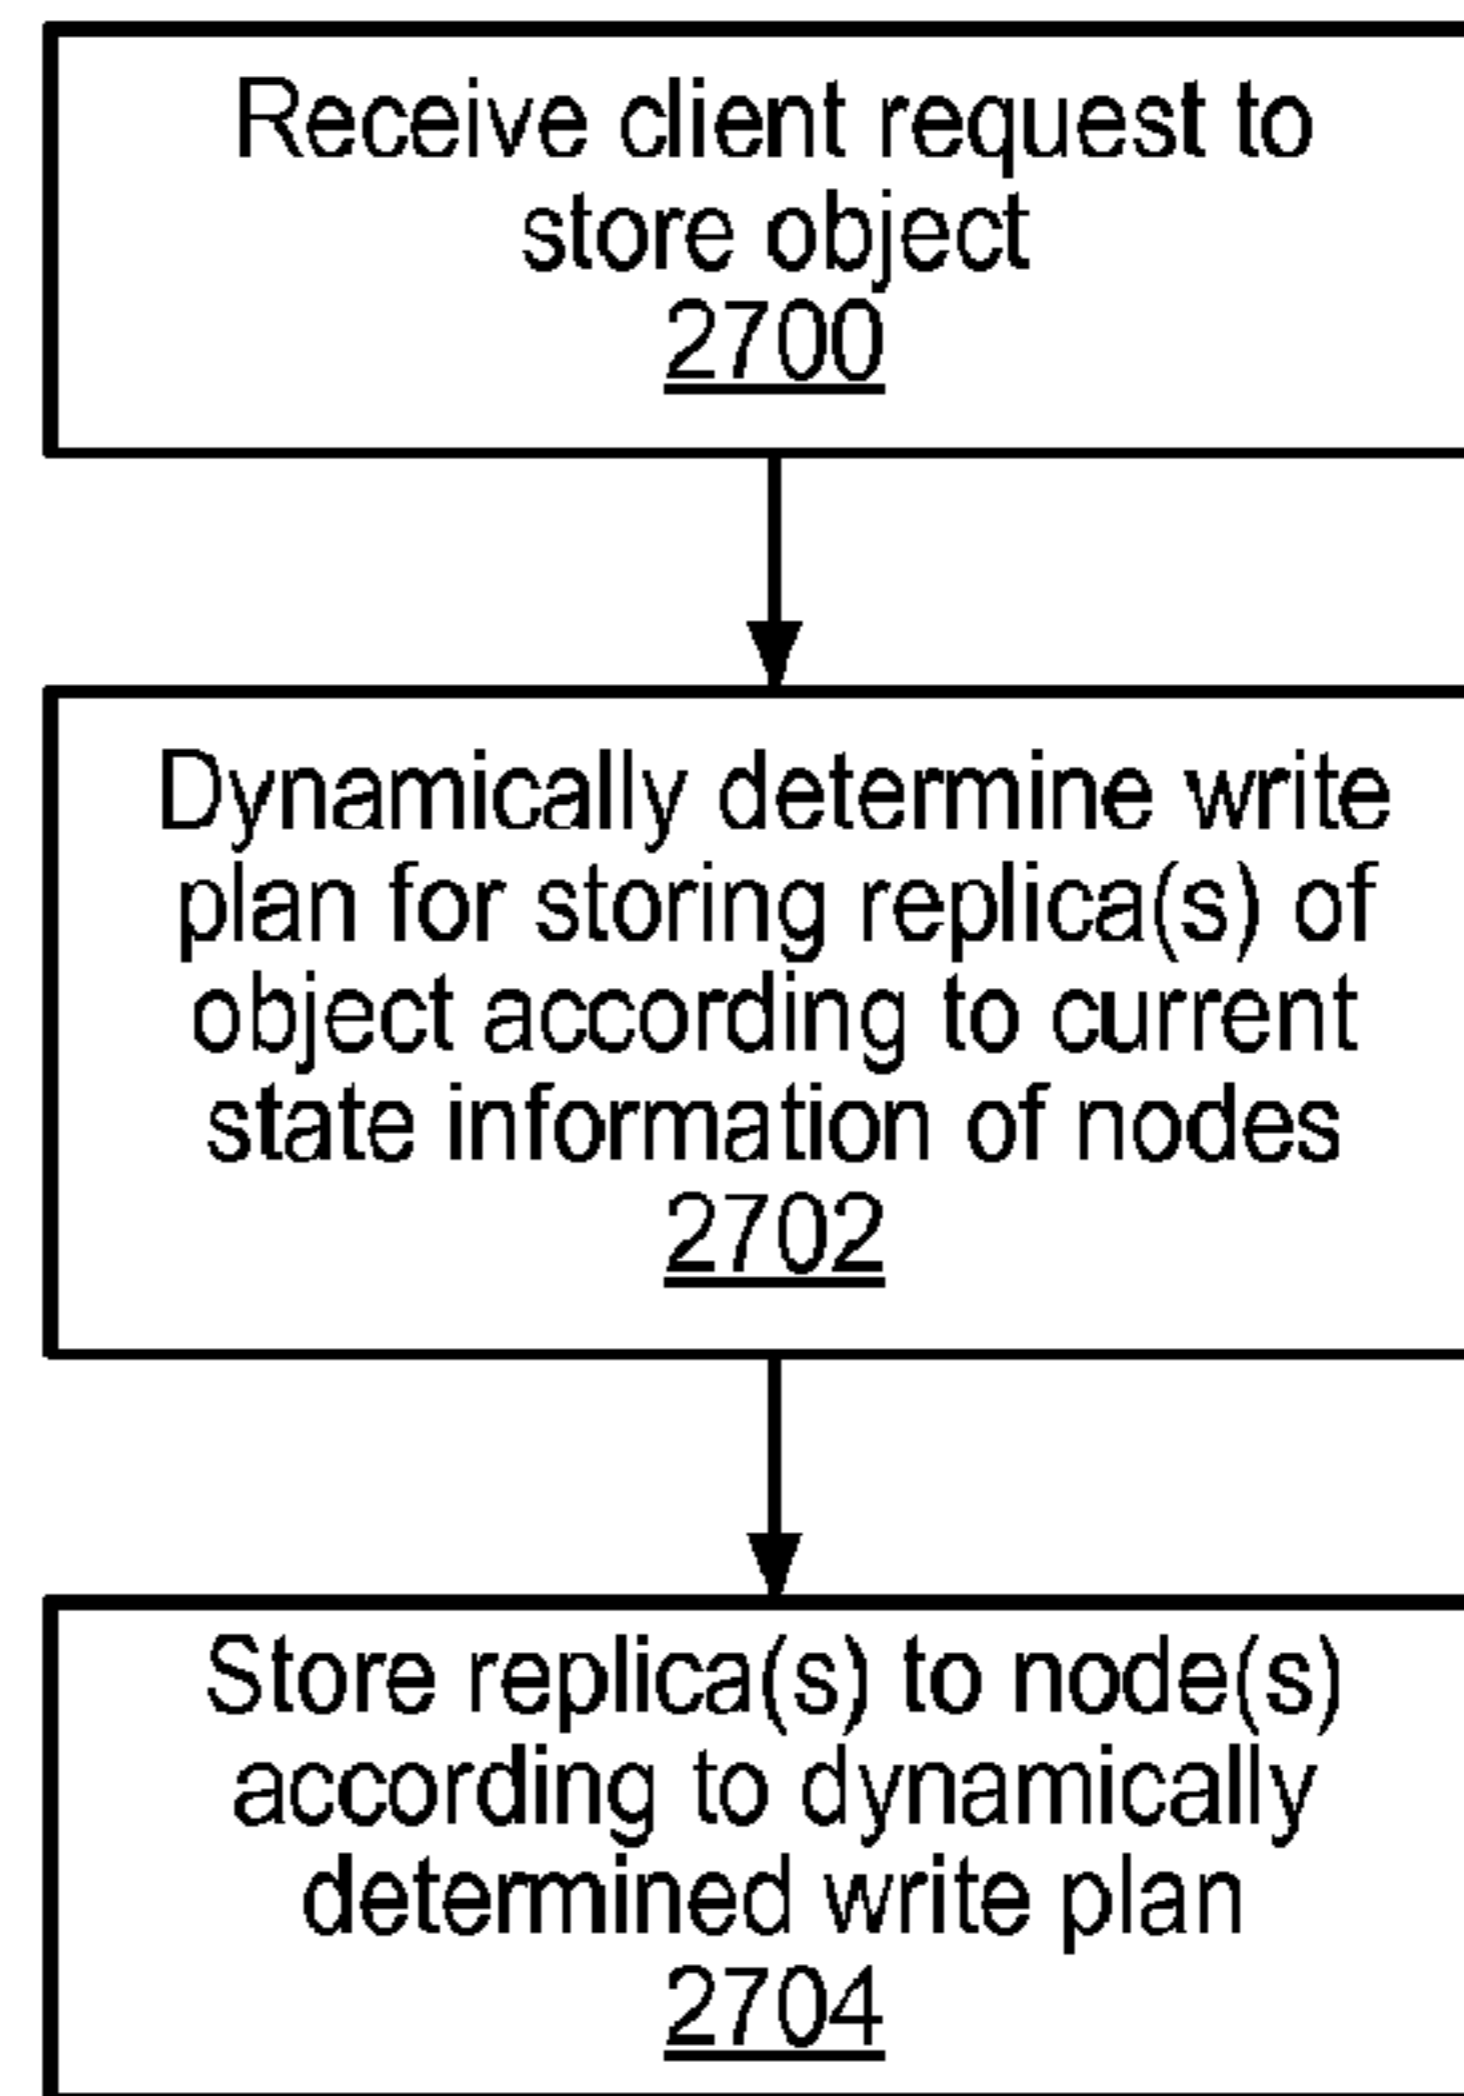 Receive client request to
store object
2700
Dynamically determine write
plan for storing replica(s) of
object according to current
state information of nodes
2702
Store replica(s) to node(s)
according to dynamically
determined write plan
2704